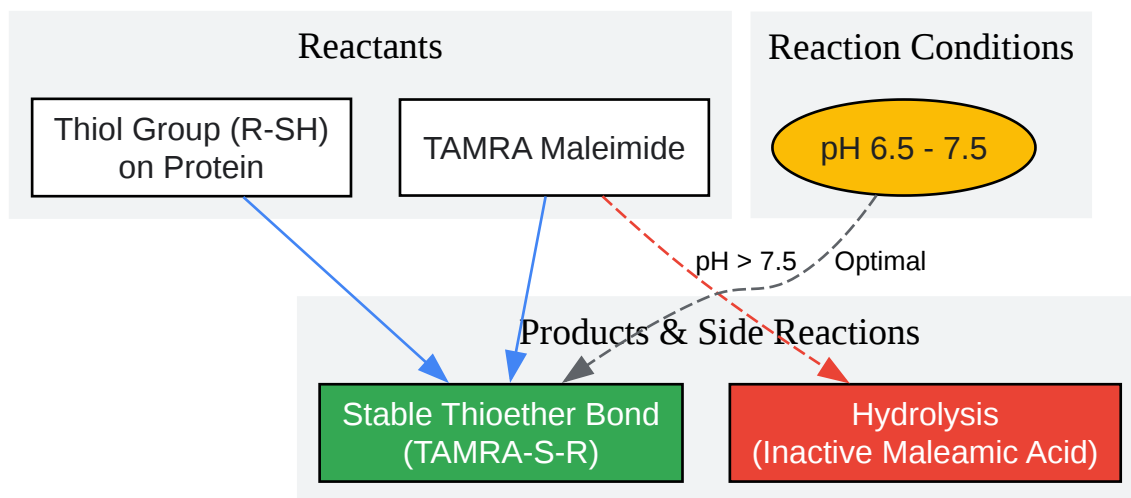 Reactants
Reaction Conditions
Thiol Group (R-SH)
on Protein
TAMRA Maleimide
pH 6.5 - 7.5
pH > 7.5
Optimal
Products & Side Reactions
Stable Thioether Bond
(TAMRA-S-R)
Hydrolysis
(Inactive Maleamic Acid)